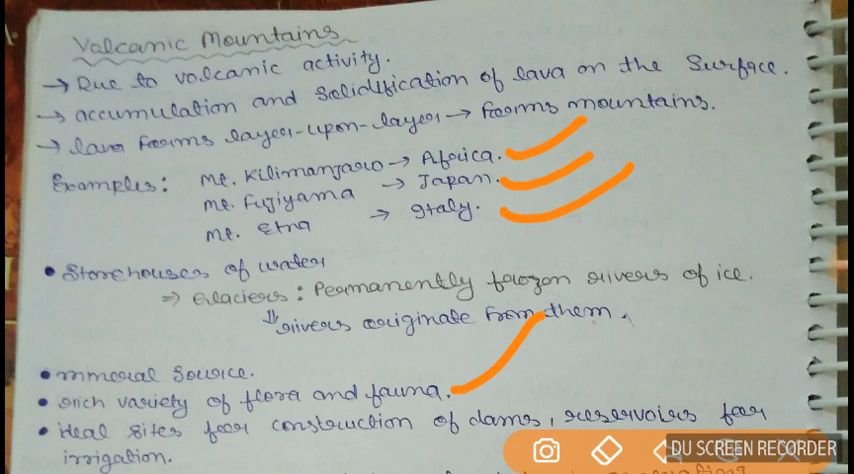 Valcanic Mountains
→ Due to volcanic activity.
→ accumulation and solidification of lava on the surface.
→ lava forms layer-upon-layer → forms mountains.
Examples: Mt. Kilimanjaro → Africa.
Mt. Fujiyama → Japan.
Mt. Etna → Italy.
• Storehouses of water
⇒ Glaciers: Permanently frozen rivers of ice.
⇓ rivers originate from them.
• mineral source.
• rich variety of flora and fauna.
• ideal sites for construction of dams, reservoirs for
irrigation.
DU SCREEN RECORDER